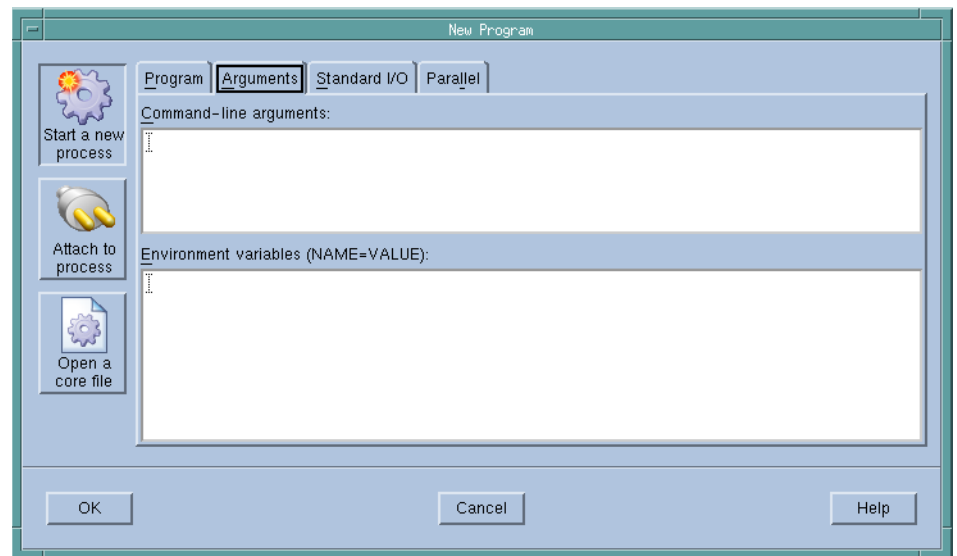 New Program
Start a new
process
Attach to
process
Open a
core file
Program
Arguments
Standard I/O
Parallel
Command-line arguments:
Environment variables (NAME=VALUE):
OK
Cancel
Help